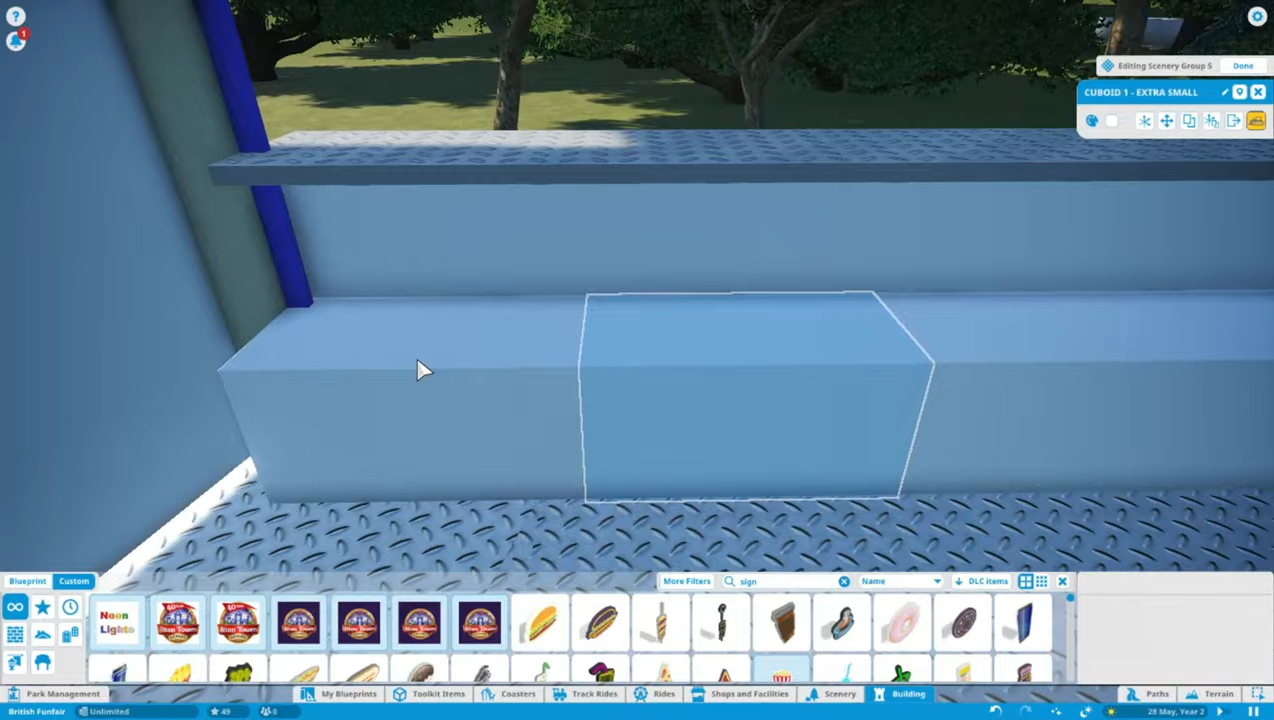 ?
1
Editing Scenery Group 5 Done
CUBOID 1 - EXTRA SMALL
Blueprint Custom More Filters sign Name DLC items
Neon Lights
Park Management My Blueprints Toolkit Items Coasters Track Rides Rides Shops and Facilities Scenery Building Paths Terrain
British Funfair Unlimited 49 0 28 May, Year 2